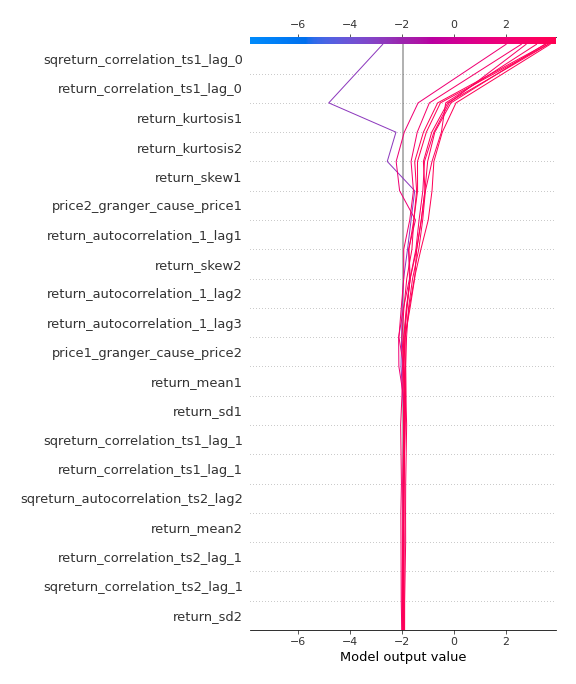 −6 −4 −2 0 2
sqreturn_correlation_ts1_lag_0
return_correlation_ts1_lag_0
return_kurtosis1
return_kurtosis2
return_skew1
price2_granger_cause_price1
return_autocorrelation_1_lag1
return_skew2
return_autocorrelation_1_lag2
return_autocorrelation_1_lag3
price1_granger_cause_price2
return_mean1
return_sd1
sqreturn_correlation_ts1_lag_1
return_correlation_ts1_lag_1
sqreturn_autocorrelation_ts2_lag2
return_mean2
return_correlation_ts2_lag_1
sqreturn_correlation_ts2_lag_1
return_sd2
−6 −4 −2 0 2
Model output value